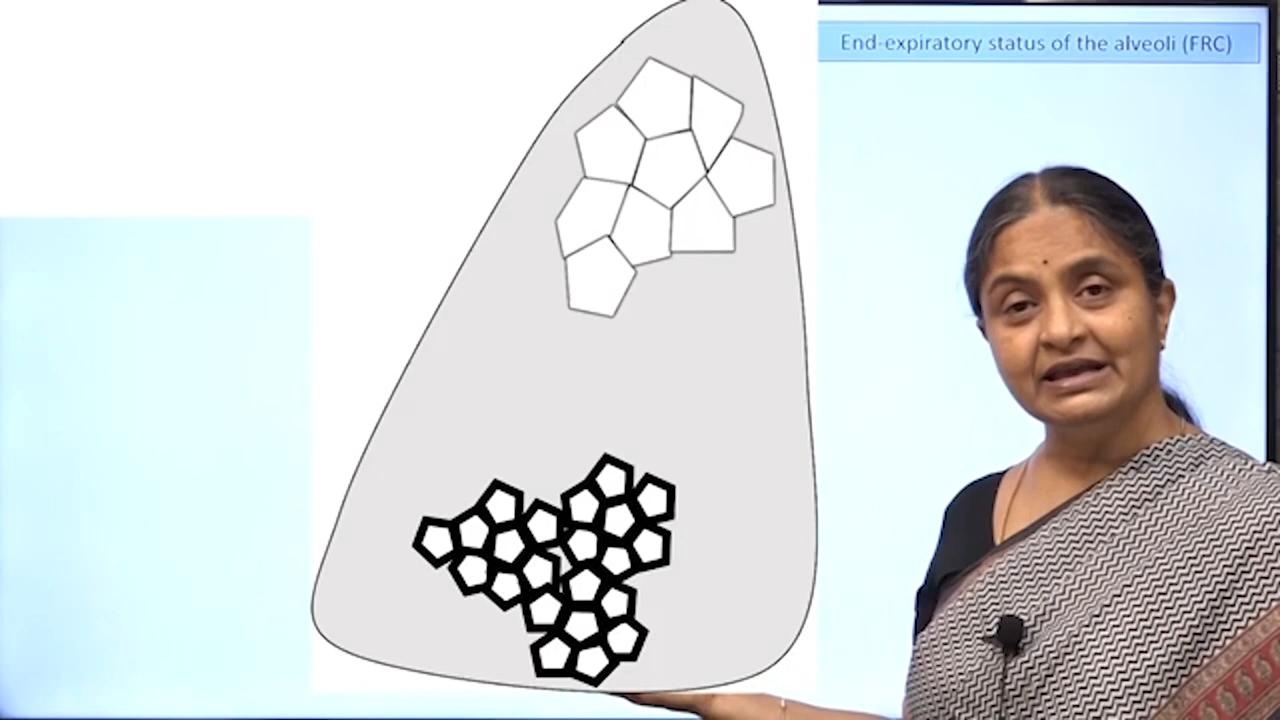 End-expiratory status of the alveoli (FRC)